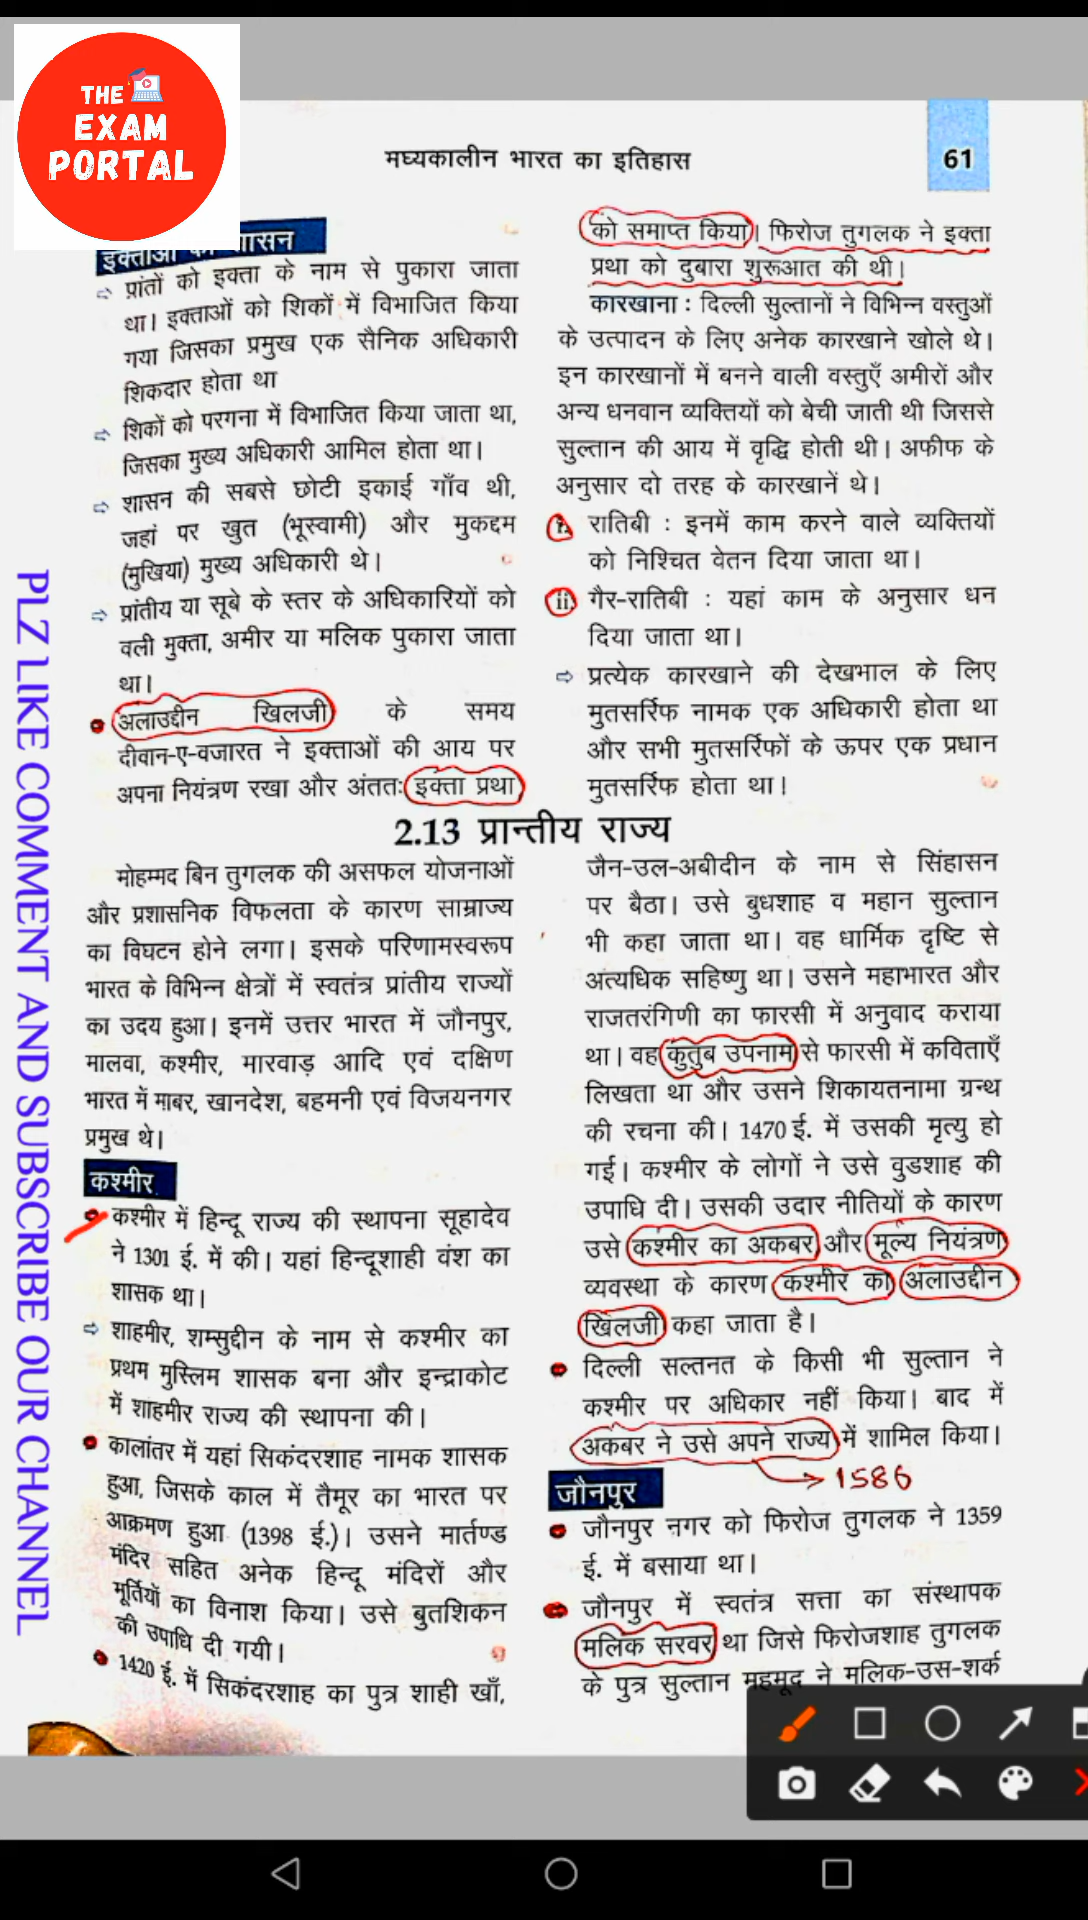 THE
EXAM
PORTAL
मध्यकालीन भारत का इतिहास
61
इक्ताओं का शासन
प्रांतों को इक्ता के नाम से पुकारा जाता
था। इक्ताओं को शिकों में विभाजित किया
गया जिसका प्रमुख एक सैनिक अधिकारी
शिकदार होता था
शिकों को परगना में विभाजित किया जाता था,
जिसका मुख्य अधिकारी आमिल होता था।
शासन की सबसे छोटी इकाई गाँव थी,
जहां पर खुत (भूस्वामी) और मुकद्दम
(मुखिया) मुख्य अधिकारी थे।
प्रांतीय या सूबे के स्तर के अधिकारियों को
वली मुक्ता, अमीर या मलिक पुकारा जाता
था।
अलाउद्दीन खिलजी के समय
दीवान-ए-वजारत ने इक्ताओं की आय पर
अपना नियंत्रण रखा और अंततः इक्ता प्रथा
को समाप्त किया। फिरोज तुगलक ने इक्ता
प्रथा को दुबारा शुरूआत की थी।
कारखाना : दिल्ली सुल्तानों ने विभिन्न वस्तुओं
के उत्पादन के लिए अनेक कारखाने खोले थे।
इन कारखानों में बनने वाली वस्तुएँ अमीरों और
अन्य धनवान व्यक्तियों को बेची जाती थी जिससे
सुल्तान की आय में वृद्धि होती थी। अफीफ के
अनुसार दो तरह के कारखानें थे।
i. रातिबी : इनमें काम करने वाले व्यक्तियों
को निश्चित वेतन दिया जाता था।
ii. गैर-रातिबी : यहां काम के अनुसार धन
दिया जाता था।
प्रत्येक कारखाने की देखभाल के लिए
मुतसर्रिफ नामक एक अधिकारी होता था
और सभी मुतसर्रिफों के ऊपर एक प्रधान
मुतसर्रिफ होता था।
2.13 प्रान्तीय राज्य
मोहम्मद बिन तुगलक की असफल योजनाओं
और प्रशासनिक विफलता के कारण साम्राज्य
का विघटन होने लगा। इसके परिणामस्वरूप
भारत के विभिन्न क्षेत्रों में स्वतंत्र प्रांतीय राज्यों
का उदय हुआ। इनमें उत्तर भारत में जौनपुर,
मालवा, कश्मीर, मारवाड़ आदि एवं दक्षिण
भारत में माबर, खानदेश, बहमनी एवं विजयनगर
प्रमुख थे।
कश्मीर
कश्मीर में हिन्दू राज्य की स्थापना सूहादेव
ने 1301 ई. में की। यहां हिन्दूशाही वंश का
शासक था।
शाहमीर, शम्सुद्दीन के नाम से कश्मीर का
प्रथम मुस्लिम शासक बना और इन्द्राकोट
में शाहमीर राज्य की स्थापना की।
कालांतर में यहां सिकंदरशाह नामक शासक
हुआ, जिसके काल में तैमूर का भारत पर
आक्रमण हुआ (1398 ई.)। उसने मार्तण्ड
मंदिर सहित अनेक हिन्दू मंदिरों और
मूर्तियों का विनाश किया। उसे बुतशिकन
की उपाधि दी गयी।
1420 ई. में सिकंदरशाह का पुत्र शाही खाँ,
जैन-उल-अबीदीन के नाम से सिंहासन
पर बैठा। उसे बुधशाह व महान सुल्तान
भी कहा जाता था। वह धार्मिक दृष्टि से
अत्यधिक सहिष्णु था। उसने महाभारत और
राजतरंगिणी का फारसी में अनुवाद कराया
था। वह कुतुब उपनाम से फारसी में कविताएँ
लिखता था और उसने शिकायतनामा ग्रन्थ
की रचना की। 1470 ई. में उसकी मृत्यु हो
गई। कश्मीर के लोगों ने उसे वुडशाह की
उपाधि दी। उसकी उदार नीतियों के कारण
उसे कश्मीर का अकबर और मूल्य नियंत्रण
व्यवस्था के कारण कश्मीर का अलाउद्दीन
खिलजी कहा जाता है।
दिल्ली सल्तनत के किसी भी सुल्तान ने
कश्मीर पर अधिकार नहीं किया। बाद में
अकबर ने उसे अपने राज्य में शामिल किया।
1586
जौनपुर
जौनपुर नगर को फिरोज तुगलक ने 1359
ई. में बसाया था।
जौनपुर में स्वतंत्र सत्ता का संस्थापक
मलिक सरवर था जिसे फिरोजशाह तुगलक
के पुत्र सुल्तान महमूद ने मलिक-उस-शर्क
PLZ LIKE COMMENT AND SUBSCRIBE OUR CHANNEL